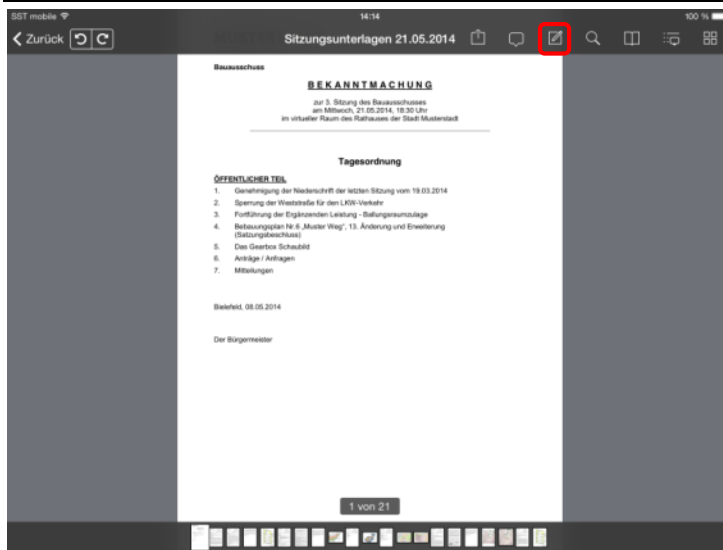 SST mobile 14:14 100 %
Zurück Sitzungsunterlagen 21.05.2014
Bauausschuss
BEKANNTMACHUNG
zur 3. Sitzung des Bauausschusses
am Mittwoch, 21.05.2014, 18:30 Uhr
im virtueller Raum des Rathauses der Stadt Musterstadt
Tagesordnung
ÖFFENTLICHER TEIL
1. Genehmigung der Niederschrift der letzten Sitzung vom 19.03.2014
2. Sperrung der Weststraße für den LKW-Verkehr
3. Fortführung der Ergänzenden Leistung - Ballungsraumzulage
4. Bebauungsplan Nr.6 „Muster Weg", 13. Änderung und Erweiterung
(Satzungsbeschluss)
5. Das Gearbox Schaubild
6. Anträge / Anfragen
7. Mitteilungen
Bielefeld, 08.05.2014
Der Bürgermeister
1 von 21